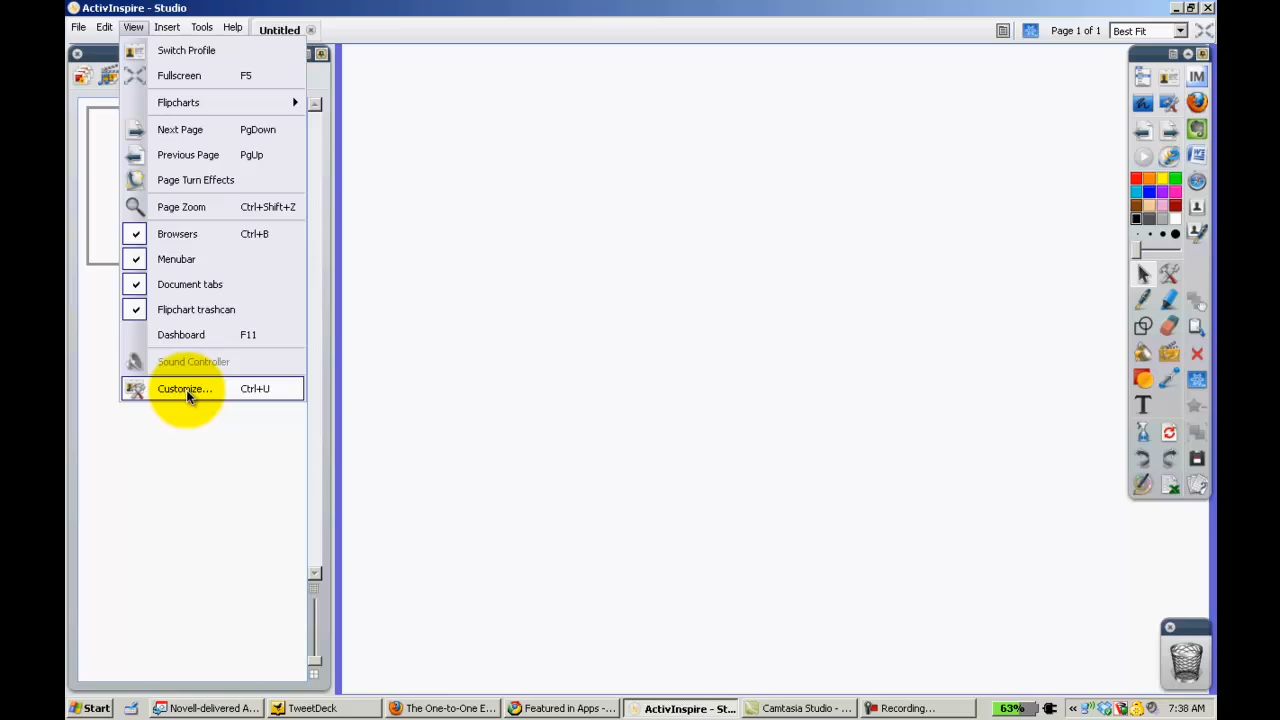 ActivInspire - Studio
File Edit View Insert Tools Help Untitled Page 1 of 1 Best Fit
Switch Profile
Fullscreen F5
Flipcharts
Next Page PgDown
Previous Page PgUp
Page Turn Effects
Page Zoom Ctrl+Shift+Z
Browsers Ctrl+B
Menubar
Document tabs
Flipchart trashcan
Dashboard F11
Sound Controller
Customize... Ctrl+U
IM
T
Start Novell-delivered A... TweetDeck The One-to-One E... Featured in Apps -... ActivInspire - St... Camtasia Studio - ... Recording... 63% « 7:38 AM